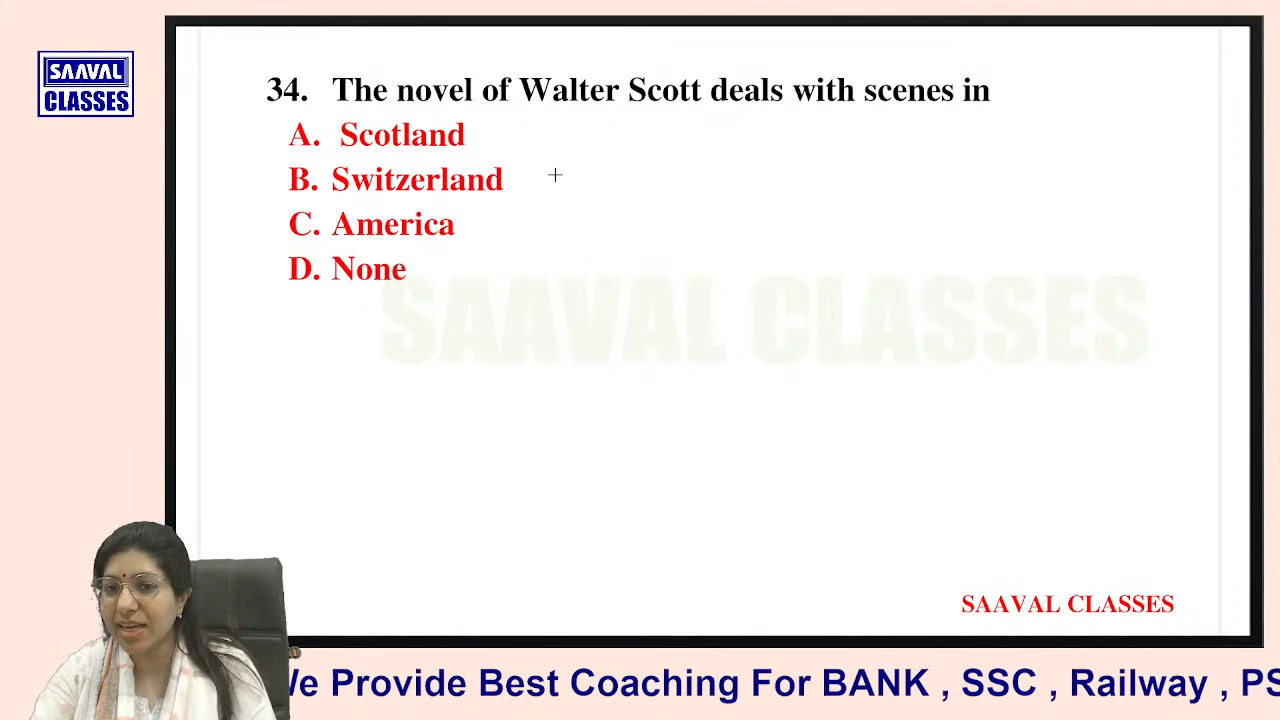 SAAVAL
CLASSES
34. The novel of Walter Scott deals with scenes in
A. Scotland
B. Switzerland
C. America
D. None
SAAVAL CLASSES
SAAVAL CLASSES
We Provide Best Coaching For BANK , SSC , Railway , PS